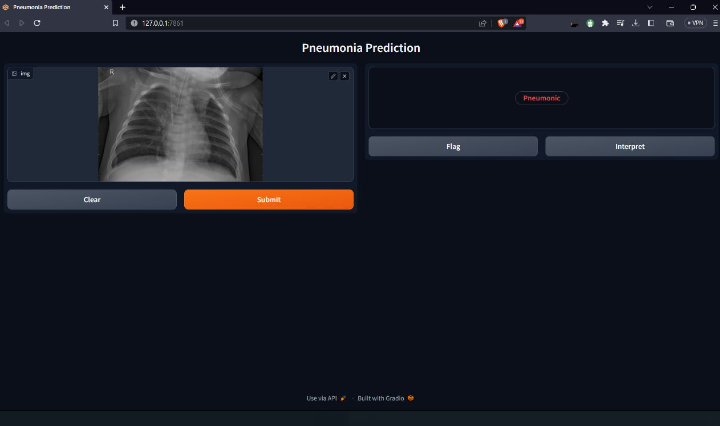 Pneumonia Prediction
127.0.0.1:7861
VPN
Pneumonia Prediction
img
R
Pneumonic
Flag
Interpret
Clear
Submit
Use via API
·
Built with Gradio